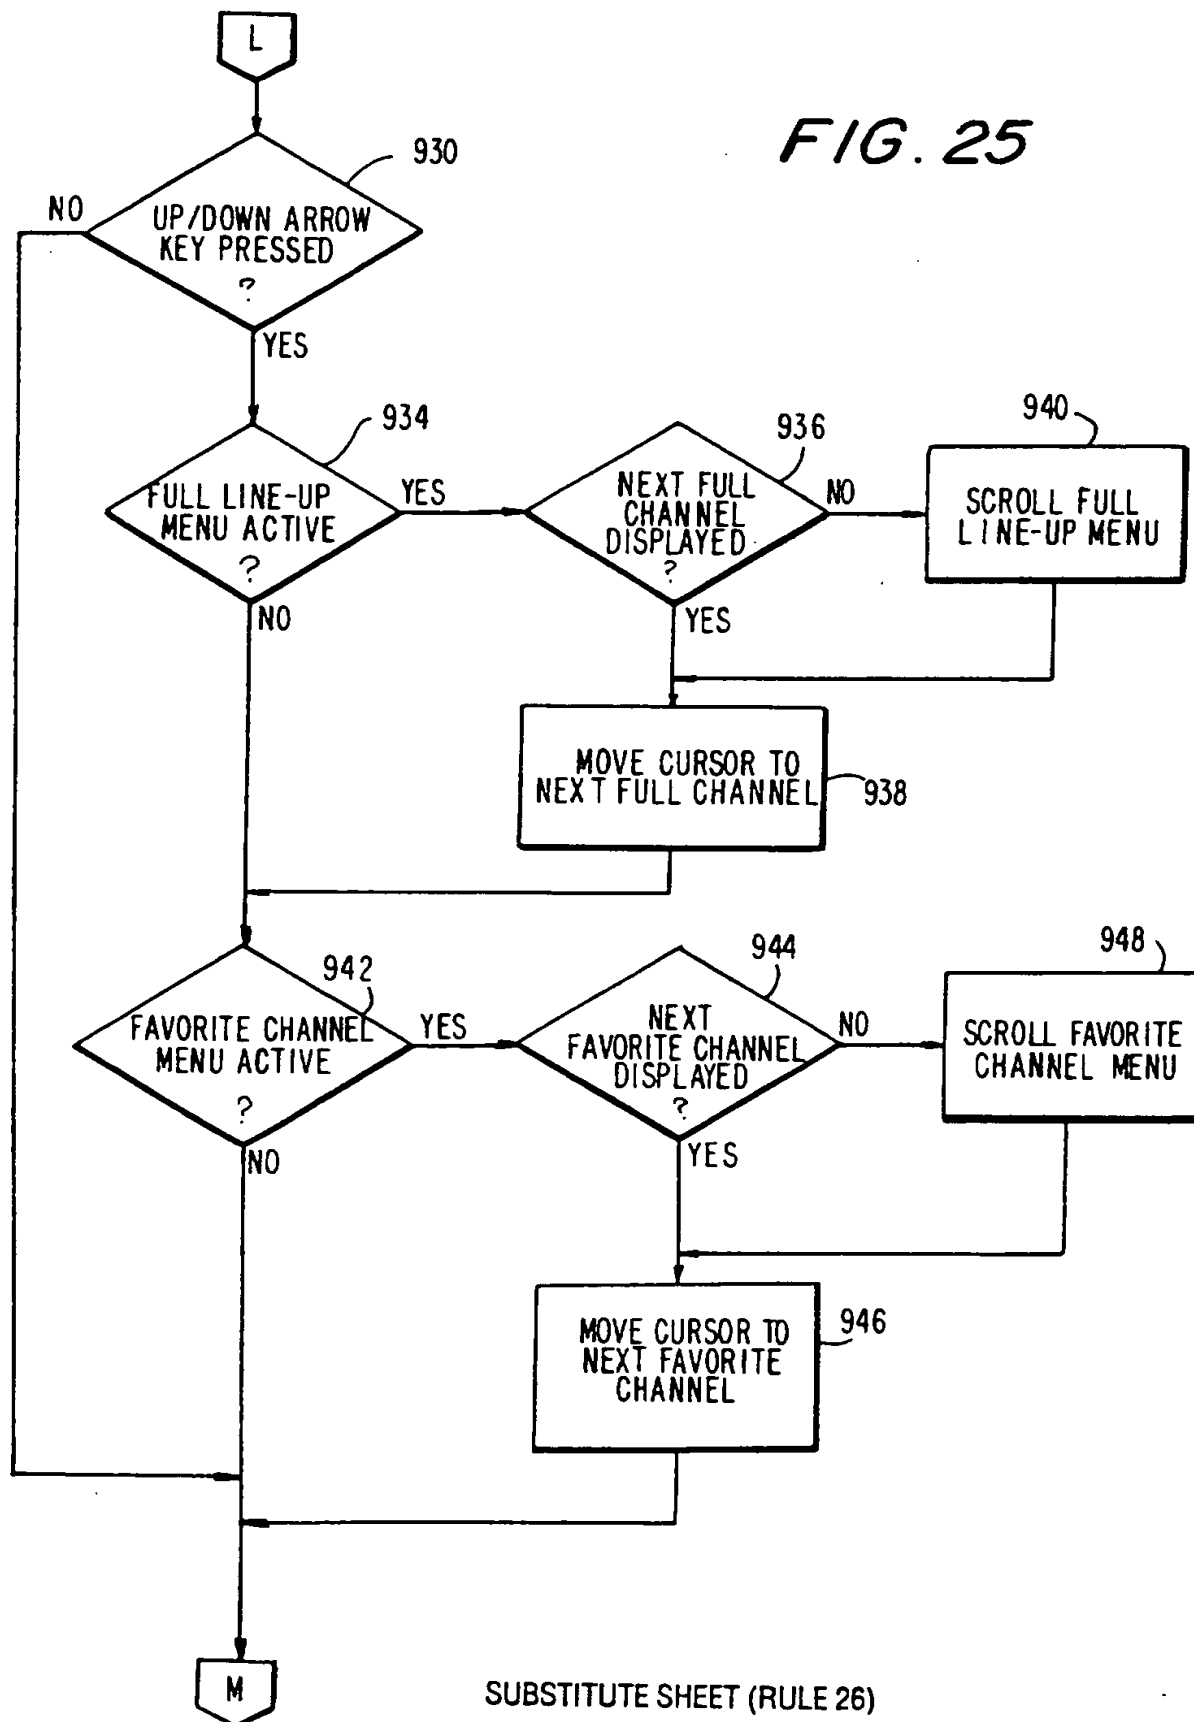 L
FIG. 25
930
NO
UP/DOWN ARROW
KEY PRESSED
?
YES
934
FULL LINE-UP
MENU ACTIVE
?
YES
NO
936
NEXT FULL
CHANNEL
DISPLAYED
?
NO
YES
940
SCROLL FULL
LINE-UP MENU
MOVE CURSOR TO
NEXT FULL CHANNEL
938
942
FAVORITE CHANNEL
MENU ACTIVE
?
YES
NO
944
NEXT
FAVORITE CHANNEL
DISPLAYED
?
NO
YES
948
SCROLL FAVORITE
CHANNEL MENU
MOVE CURSOR TO
NEXT FAVORITE
CHANNEL
946
M
SUBSTITUTE SHEET (RULE 26)